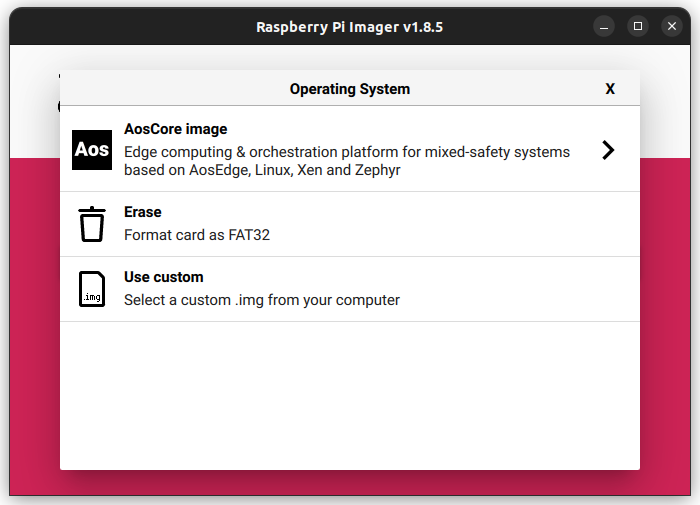 Raspberry Pi Imager v1.8.5
Operating System
X
Aos
AosCore image
Edge computing & orchestration platform for mixed-safety systems
based on AosEdge, Linux, Xen and Zephyr
Erase
Format card as FAT32
.img
Use custom
Select a custom .img from your computer